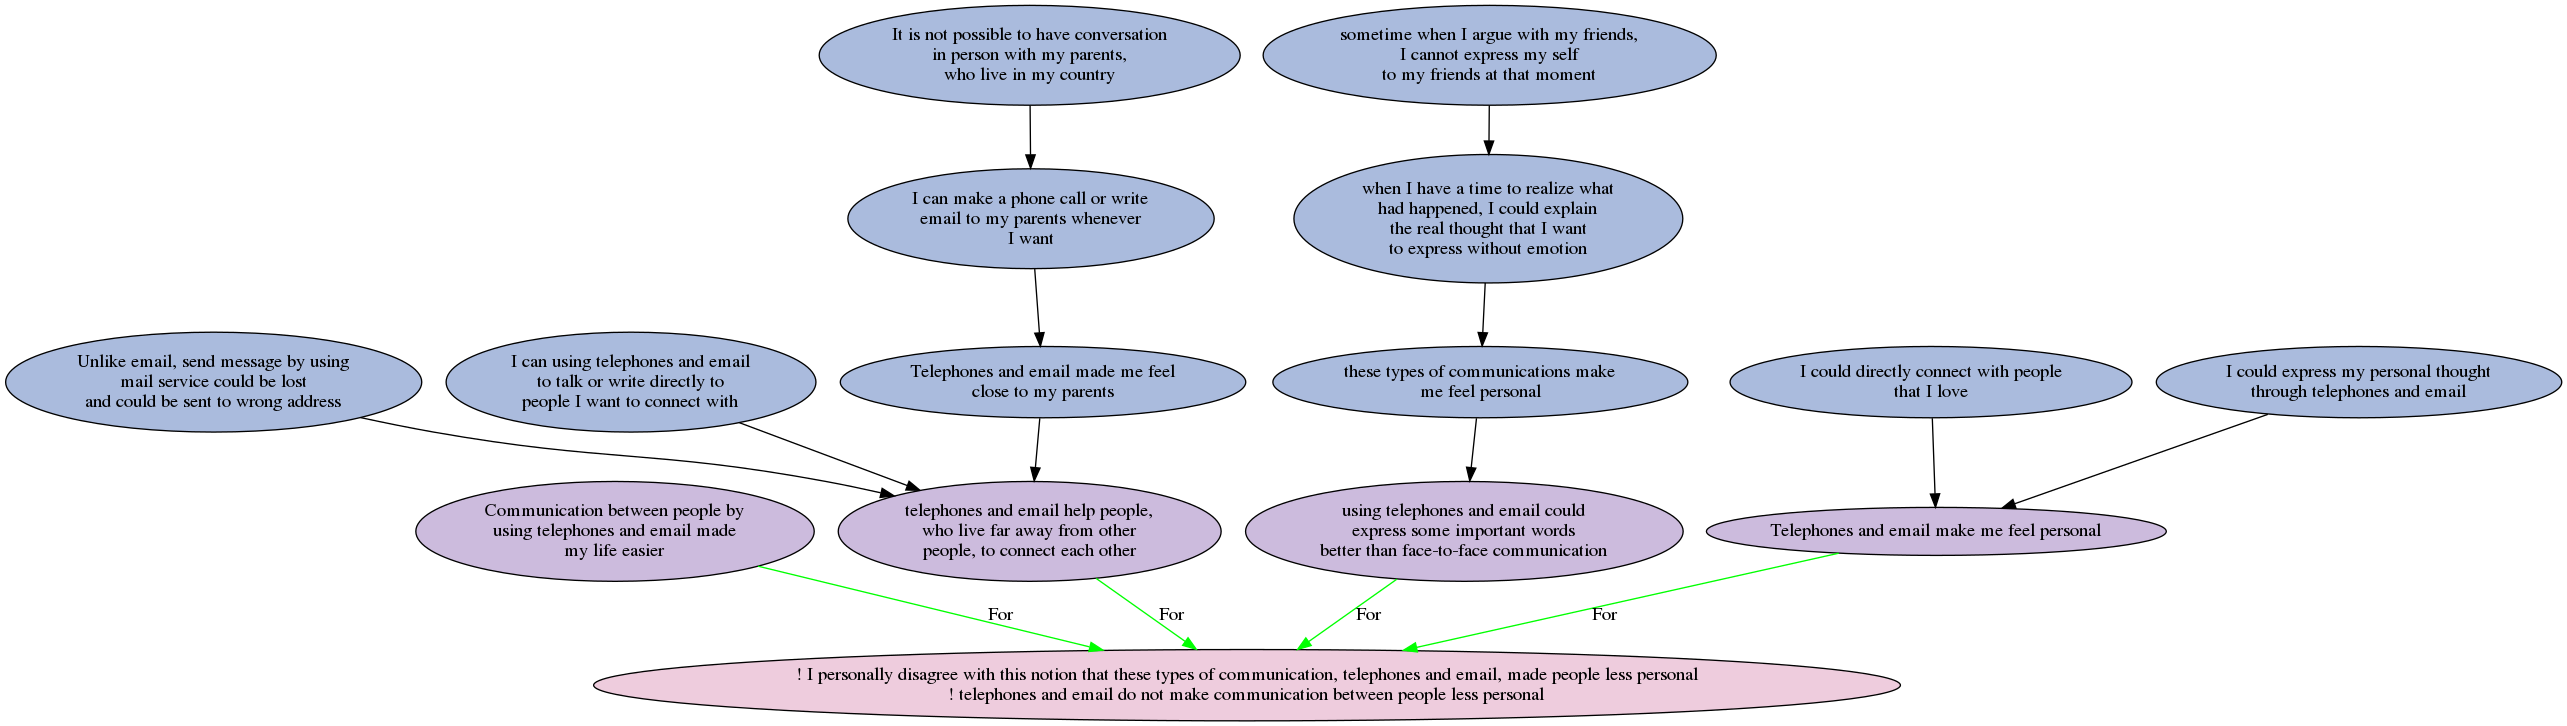 It is not possible to have conversation
in person with my parents,
who live in my country
sometime when I argue with my friends,
I cannot express my self
to my friends at that moment
I can make a phone call or write
email to my parents whenever
I want
when I have a time to realize what
had happened, I could explain
the real thought that I want
to express without emotion
Unlike email, send message by using
mail service could be lost
and could be sent to wrong address
I can using telephones and email
to talk or write directly to
people I want to connect with
Telephones and email made me feel
close to my parents
these types of communications make
me feel personal
I could directly connect with people
that I love
I could express my personal thought
through telephones and email
Communication between people by
using telephones and email made
my life easier
telephones and email help people,
who live far away from other
people, to connect each other
using telephones and email could
express some important words
better than face-to-face communication
Telephones and email make me feel personal
For
For
For
For
! I personally disagree with this notion that these types of communication, telephones and email, made people less personal
! telephones and email do not make communication between people less personal